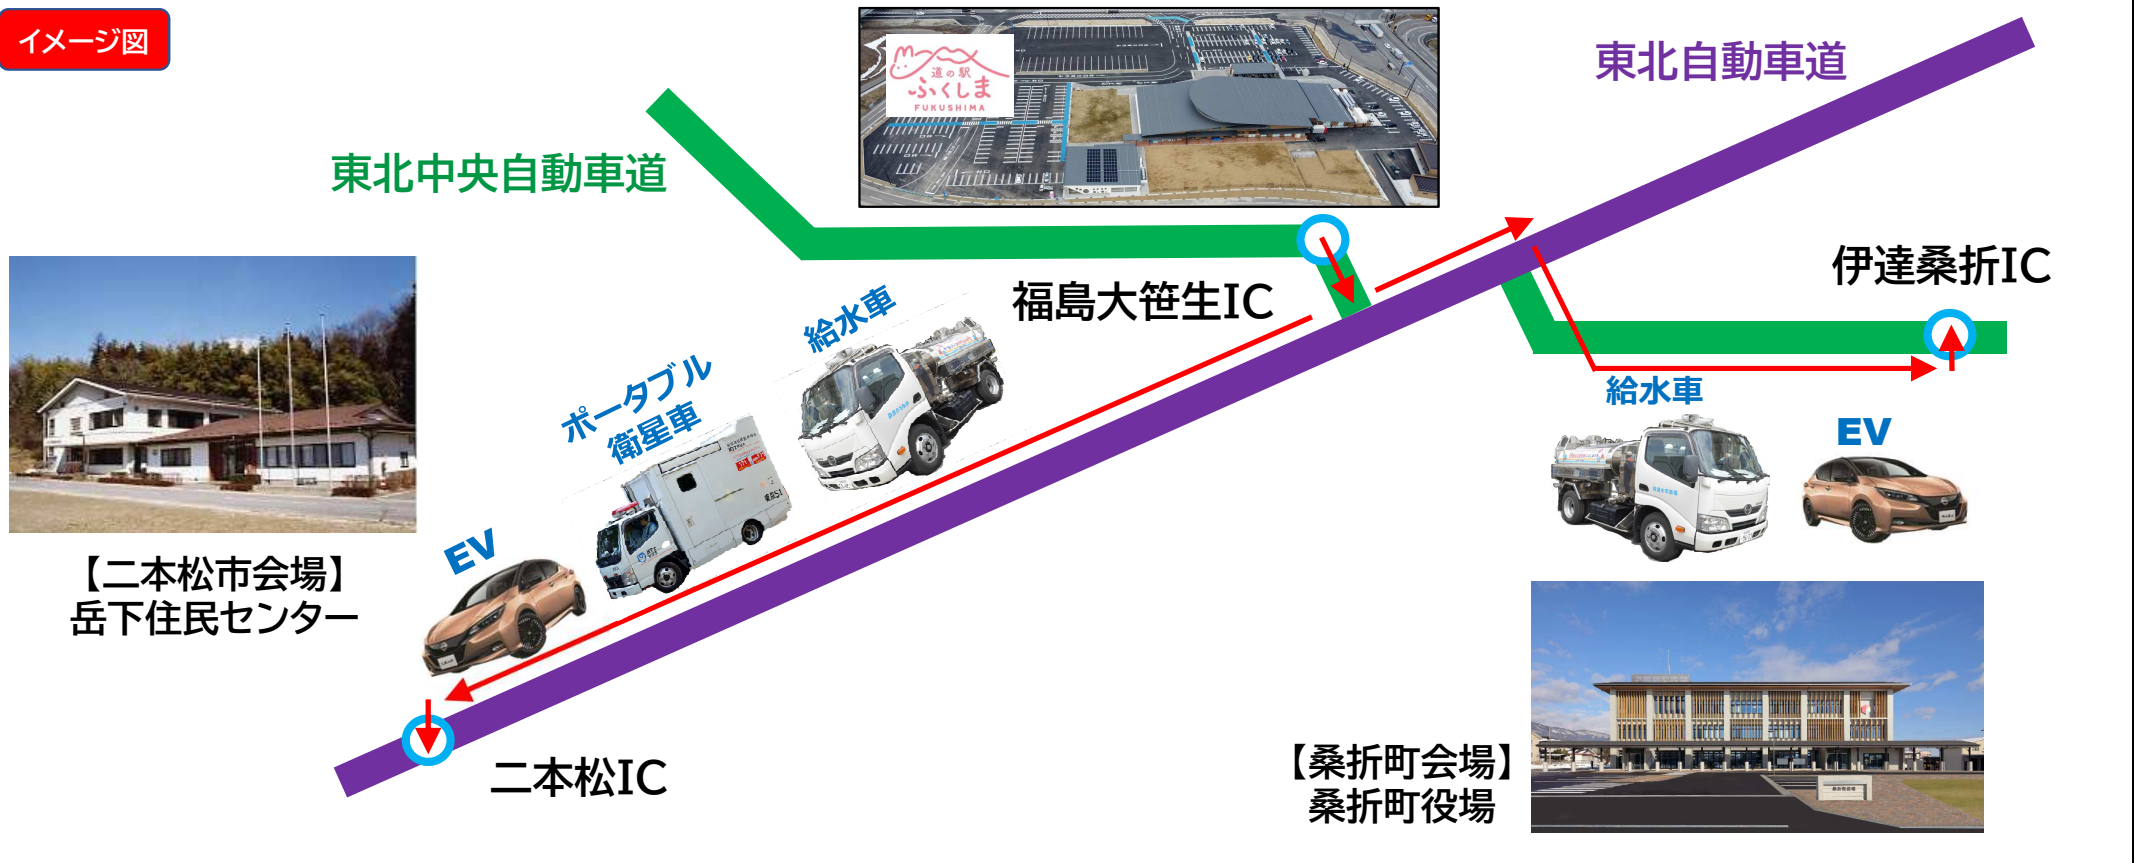 イメージ図
道の駅
ふくしま
FUKUSHIMA
東北自動車道
東北中央自動車道
伊達桑折IC
福島大笹生IC
給水車
ポータブル
衛星車
EV
給水車
EV
【二本松市会場】
岳下住民センター
二本松IC
【桑折町会場】
桑折町役場